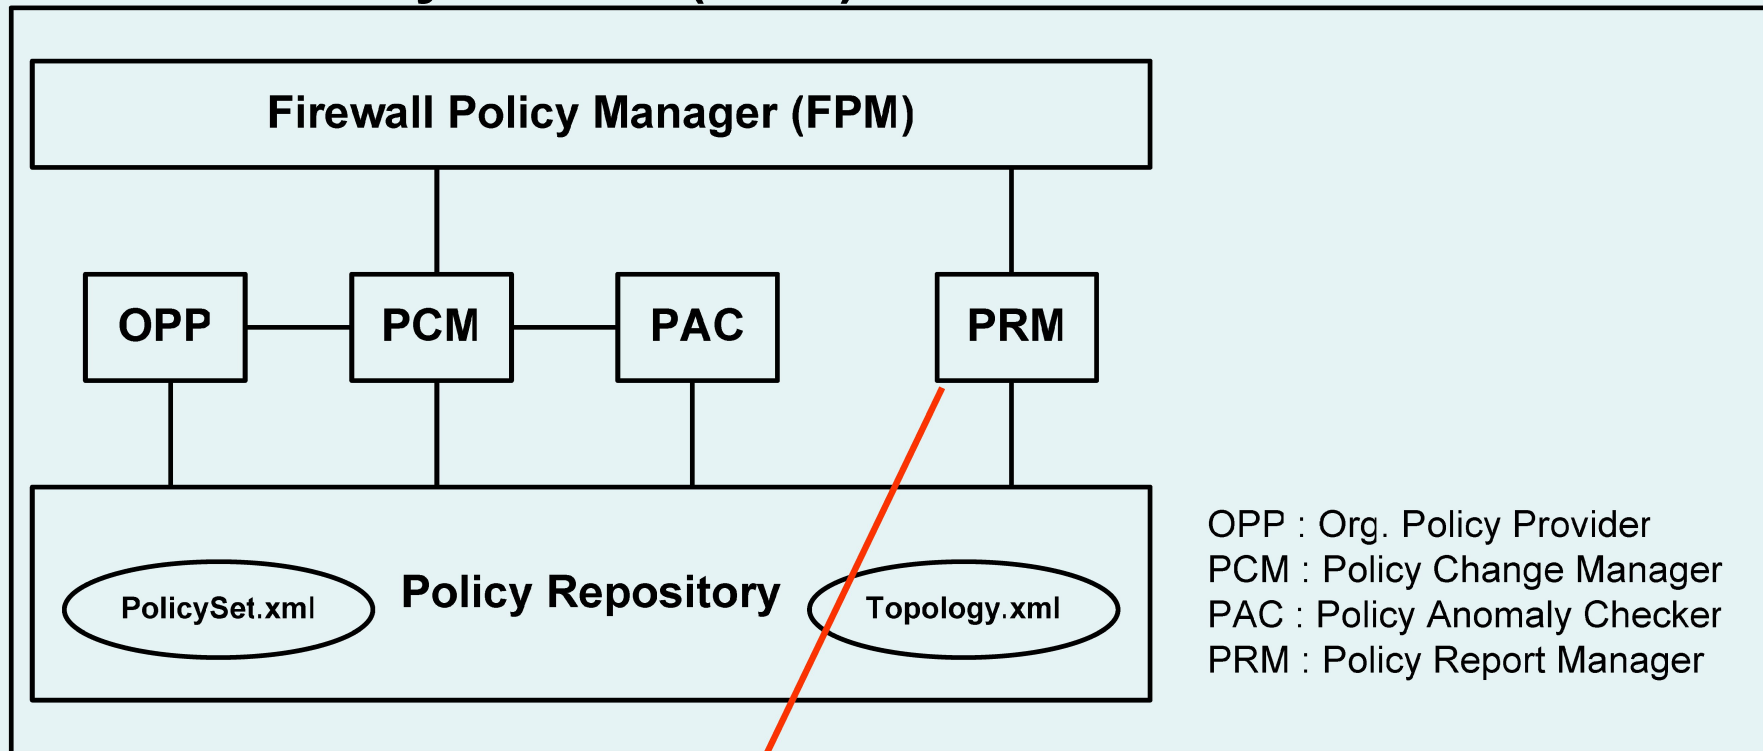 Firewall Policy Manager (FPM)
OPP
PCM
PAC
PRM
PolicySet.xml
Policy Repository
Topology.xml
OPP : Org. Policy Provider
PCM : Policy Change Manager
PAC : Policy Anomaly Checker
PRM : Policy Report Manager